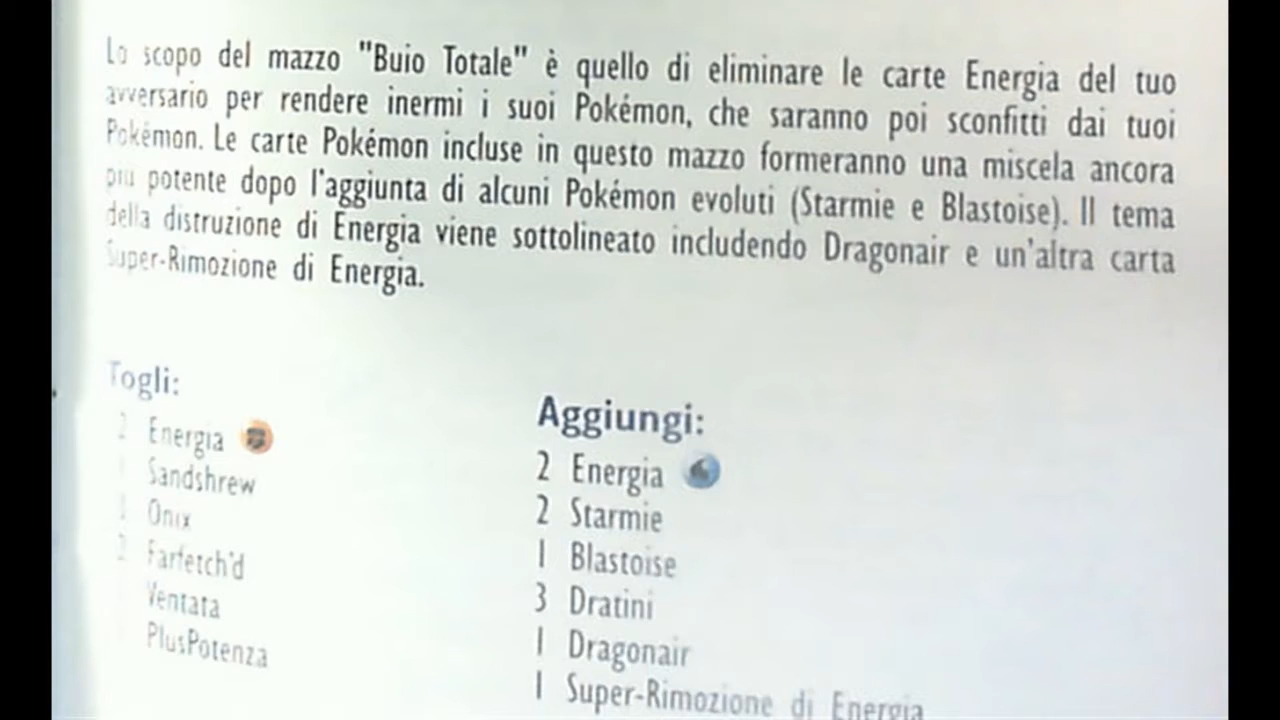 Lo scopo del mazzo "Buio Totale" è quello di eliminare le carte Energia del tuo
avversario per rendere inermi i suoi Pokémon, che saranno poi sconfitti dai tuoi
Pokémon. Le carte Pokémon incluse in questo mazzo formeranno una miscela ancora
più potente dopo l'aggiunta di alcuni Pokémon evoluti (Starmie e Blastoise). Il tema
della distruzione di Energia viene sottolineato includendo Dragonair e un'altra carta
Super-Rimozione di Energia.
Togli:
2 Energia
1 Sandshrew
1 Onix
2 Farfetch'd
Ventata
PlusPotenza
Aggiungi:
2 Energia
2 Starmie
1 Blastoise
3 Dratini
1 Dragonair
1 Super-Rimozione di Energia